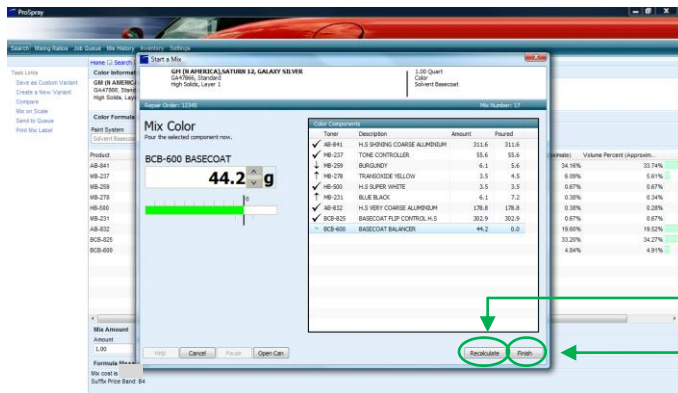 ProSpray
Search Mixing Ratios Job Queue Mix History Inventory Settings
Home Search
Task Links
Save as Custom Variant
Create a New Variant
Compare
Mix on Scale
Send to Queue
Print Mix Label
Color Informat
GM (N AMERICA
GA47866, Stand
High Solids, Laye
Color Formula
Paint System
Solvent Basecoa
Product
AB-841
MB-237
MB-259
MB-278
HB-500
MB-231
AB-832
BCB-825
BCB-600
Mix Amount
Amount
1.00
Mix cost is
Suffix Price Band: B4
Start a Mix
GM (N AMERICA),SATURN 12, GALAXY SILVER
GA47866, Standard
High Solids, Layer 1
1.00 Quart
Color
Solvent Basecoat
Repair Order: 12345
Mix Number: 17
Mix Color
Pour the selected component now.
BCB-600 BASECOAT
44.2 g
0
Color Components
Toner Description Amount Poured
AB-841 H.S SHINING COARSE ALUMINIUM 311.6 311.6
MB-237 TONE CONTROLLER 55.6 55.6
MB-259 BURGUNDY 6.1 5.6
MB-278 TRANSOXIDE YELLOW 3.5 4.5
HB-500 H.S SUPER WHITE 3.5 3.5
MB-231 BLUE BLACK 6.1 7.2
AB-832 H.S VERY COARSE ALUMINIUM 178.8 178.8
BCB-825 BASECOAT FLIP CONTROL H.S 302.9 302.9
BCB-600 BASECOAT BALANCER 44.2 0.0
Help Cancel Pause Open Can Recalculate Finish
Volume Percent (Approxim...
34.16% 33.74%
6.09% 5.61%
0.67% 0.67%
0.38% 0.34%
0.38% 0.28%
0.67% 0.67%
19.60% 19.52%
33.20% 34.27%
4.84% 4.91%